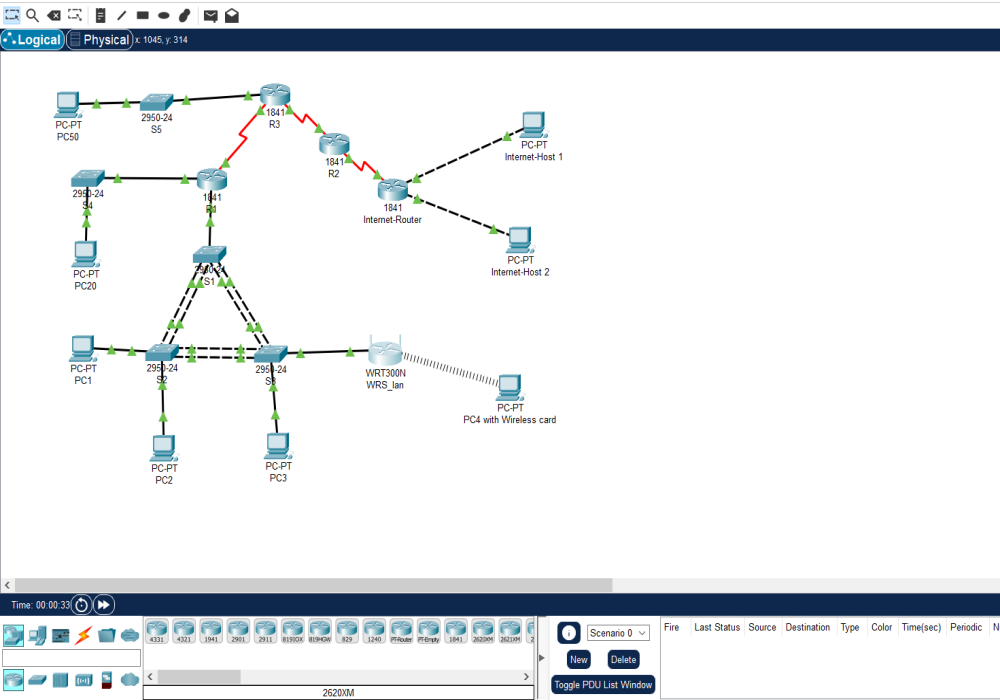 Logical Physical x: 1045, y: 314
PC-PT
PC50
2950-24
S5
1841
R3
1841
R2
1841
Internet-Router
PC-PT
Internet-Host 1
PC-PT
Internet-Host 2
2950-24
S4
1841
R1
PC-PT
PC20
2950-24
S1
PC-PT
PC1
2950-24
S2
2950-24
S3
WRT300N
WRS_lan
PC-PT
PC4 with Wireless card
PC-PT
PC2
PC-PT
PC3
Time: 00:00:33
4331 4321 1941 2901 2911 819IOX 819HGW 829 1240 PT-Router PT-Empty 1841 2620XM 2621XM 2
2620XM
Scenario 0
New Delete
Toggle PDU List Window
Fire Last Status Source Destination Type Color Time(sec) Periodic N